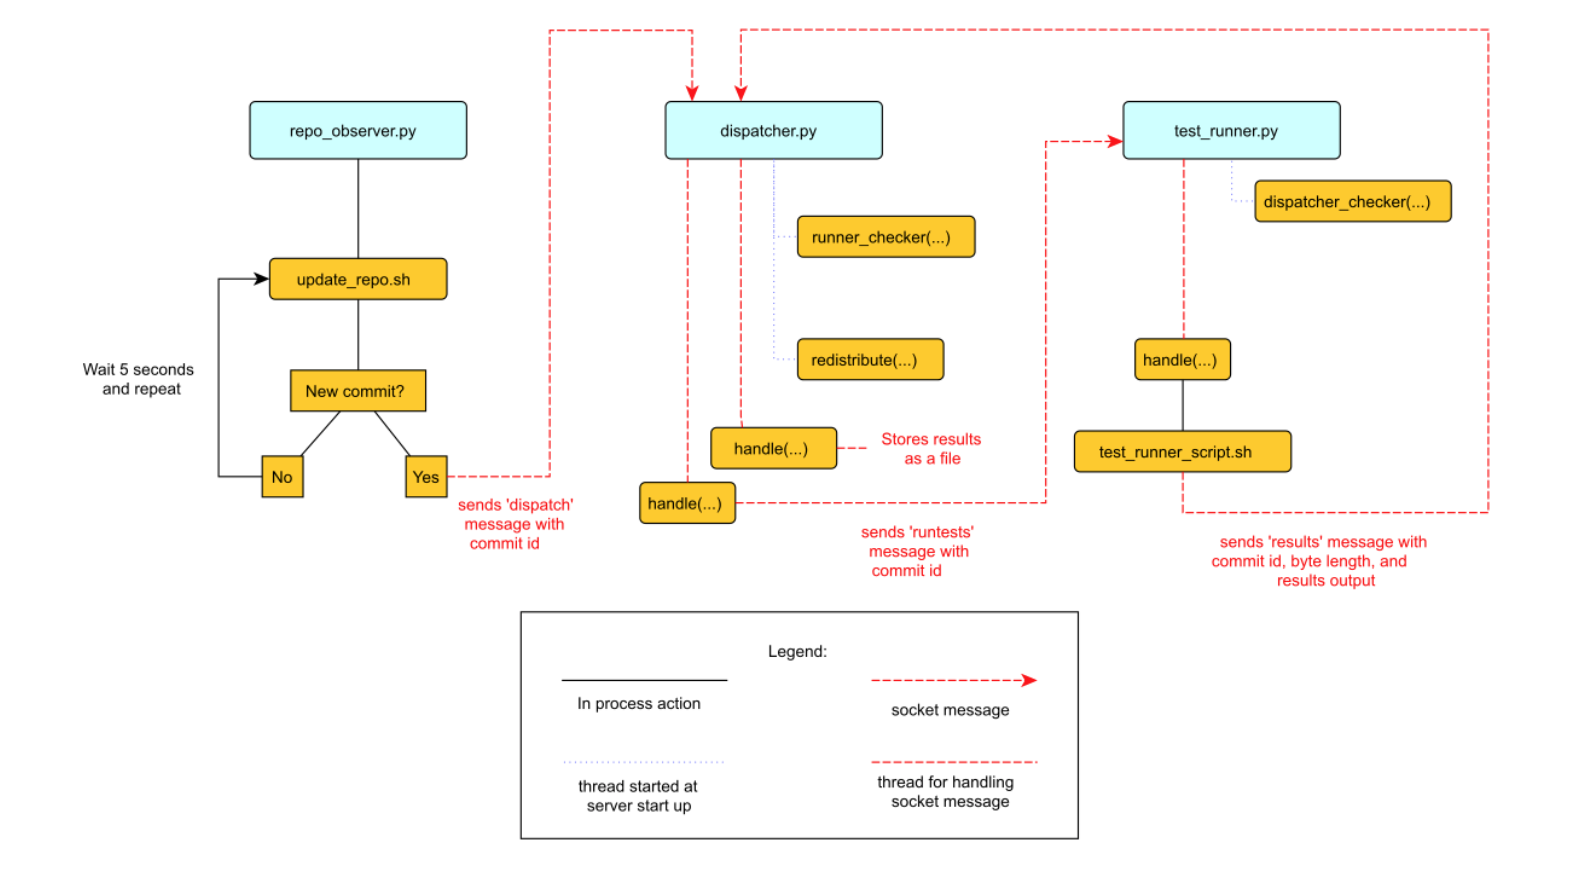 repo_observer.py
dispatcher.py
test_runner.py
dispatcher_checker(...)
runner_checker(...)
update_repo.sh
Wait 5 seconds
and repeat
New commit?
redistribute(...)
handle(...)
handle(...)
Stores results
as a file
test_runner_script.sh
No
Yes
handle(...)
sends 'dispatch'
message with
commit id
sends 'runtests'
message with
commit id
sends 'results' message with
commit id, byte length, and
results output
Legend:
In process action
socket message
thread started at
server start up
thread for handling
socket message